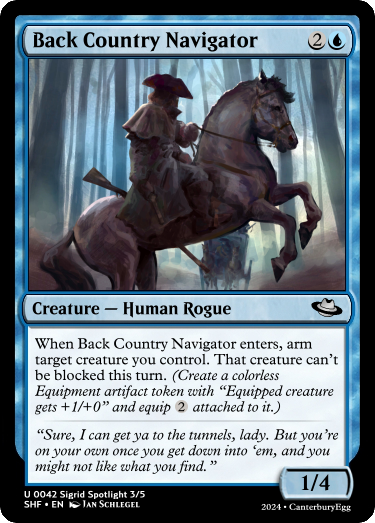 Back Country Navigator 2
Creature — Human Rogue
When Back Country Navigator enters, arm
target creature you control. That creature can't
be blocked this turn. (Create a colorless
Equipment artifact token with "Equipped creature
gets +1/+0" and equip 2 attached to it.)
"Sure, I can get ya to the tunnels, lady. But you're
on your own once you get down into 'em, and you
might not like what you find."
1/4
U 0042 Sigrid Spotlight 3/5
SHF • EN Ian Schlegel
2024 • CanterburyEgg